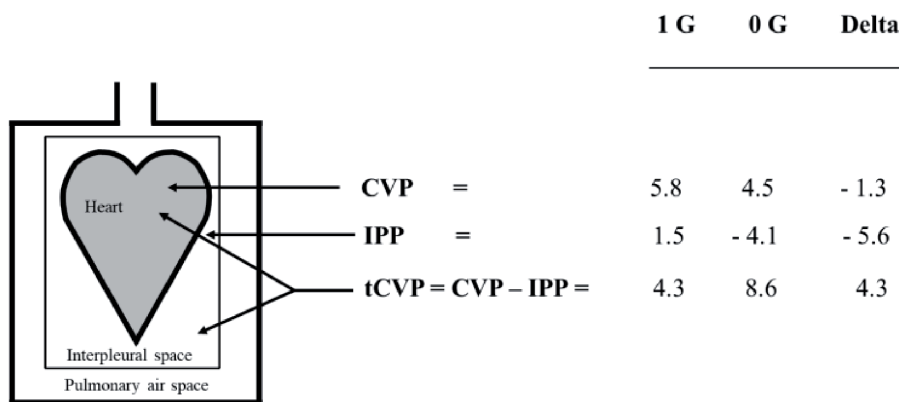 1 G 0 G Delta
CVP = 5.8 4.5 - 1.3
Heart
IPP = 1.5 - 4.1 - 5.6
tCVP = CVP – IPP = 4.3 8.6 4.3
Interpleural space
Pulmonary air space